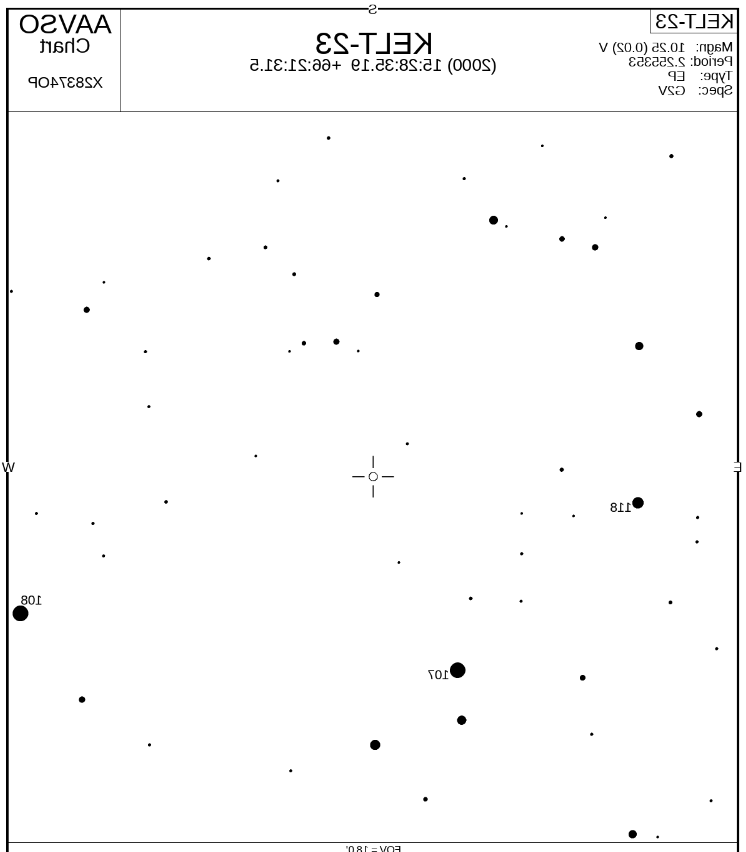 S
AAVSO
Chart
X28374OP
KELT-23
(2000) 15:28:35.19 +66:21:31.5
KELT-23
Magn: 10.25 (0.02) V
Period: 2.255353
Type: EP
Spec: G2V
W
E
118
108
107
FOV = 18.0'